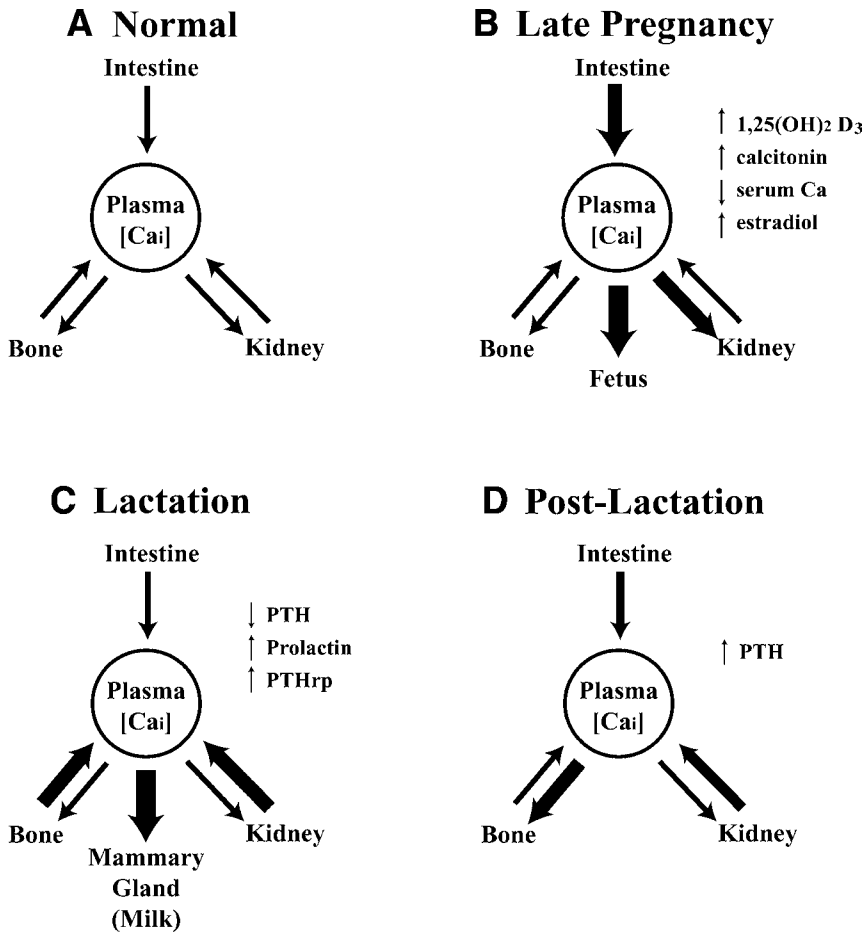 A Normal
Intestine
Plasma
[Cai]
Bone
Kidney
B Late Pregnancy
Intestine
↑ 1,25(OH)2 D3
↑ calcitonin
↓ serum Ca
↑ estradiol
Plasma
[Cai]
Bone
Kidney
Fetus
C Lactation
Intestine
↓ PTH
↑ Prolactin
↑ PTHrp
Plasma
[Cai]
Bone
Kidney
Mammary
Gland
(Milk)
D Post-Lactation
Intestine
↑ PTH
Plasma
[Cai]
Bone
Kidney